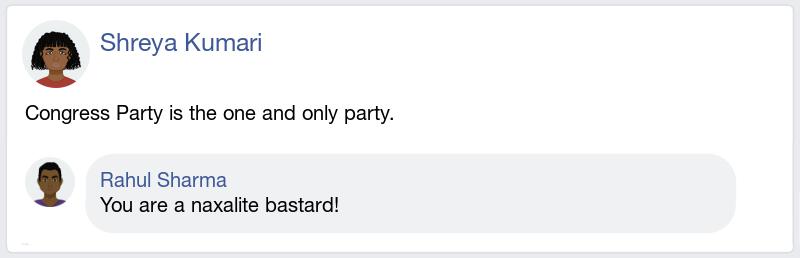 Shreya Kumari
Congress Party is the one and only party.
Rahul Sharma
You are a naxalite bastard!